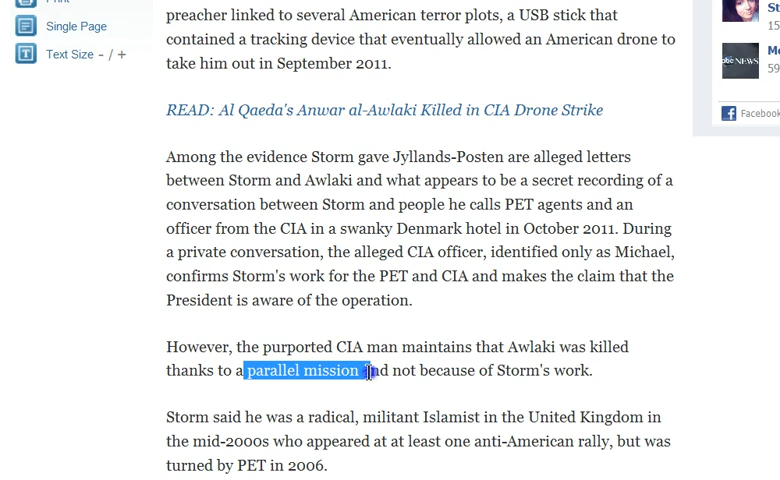 Print
Single Page
Text Size - / +
preacher linked to several American terror plots, a USB stick that
contained a tracking device that eventually allowed an American drone to
take him out in September 2011.
READ: Al Qaeda's Anwar al-Awlaki Killed in CIA Drone Strike
Among the evidence Storm gave Jyllands-Posten are alleged letters
between Storm and Awlaki and what appears to be a secret recording of a
conversation between Storm and people he calls PET agents and an
officer from the CIA in a swanky Denmark hotel in October 2011. During
a private conversation, the alleged CIA officer, identified only as Michael,
confirms Storm's work for the PET and CIA and makes the claim that the
President is aware of the operation.
However, the purported CIA man maintains that Awlaki was killed
thanks to a parallel mission and not because of Storm's work.
Storm said he was a radical, militant Islamist in the United Kingdom in
the mid-2000s who appeared at at least one anti-American rally, but was
turned by PET in 2006.
St
15
abc NEWS
59
Facebook